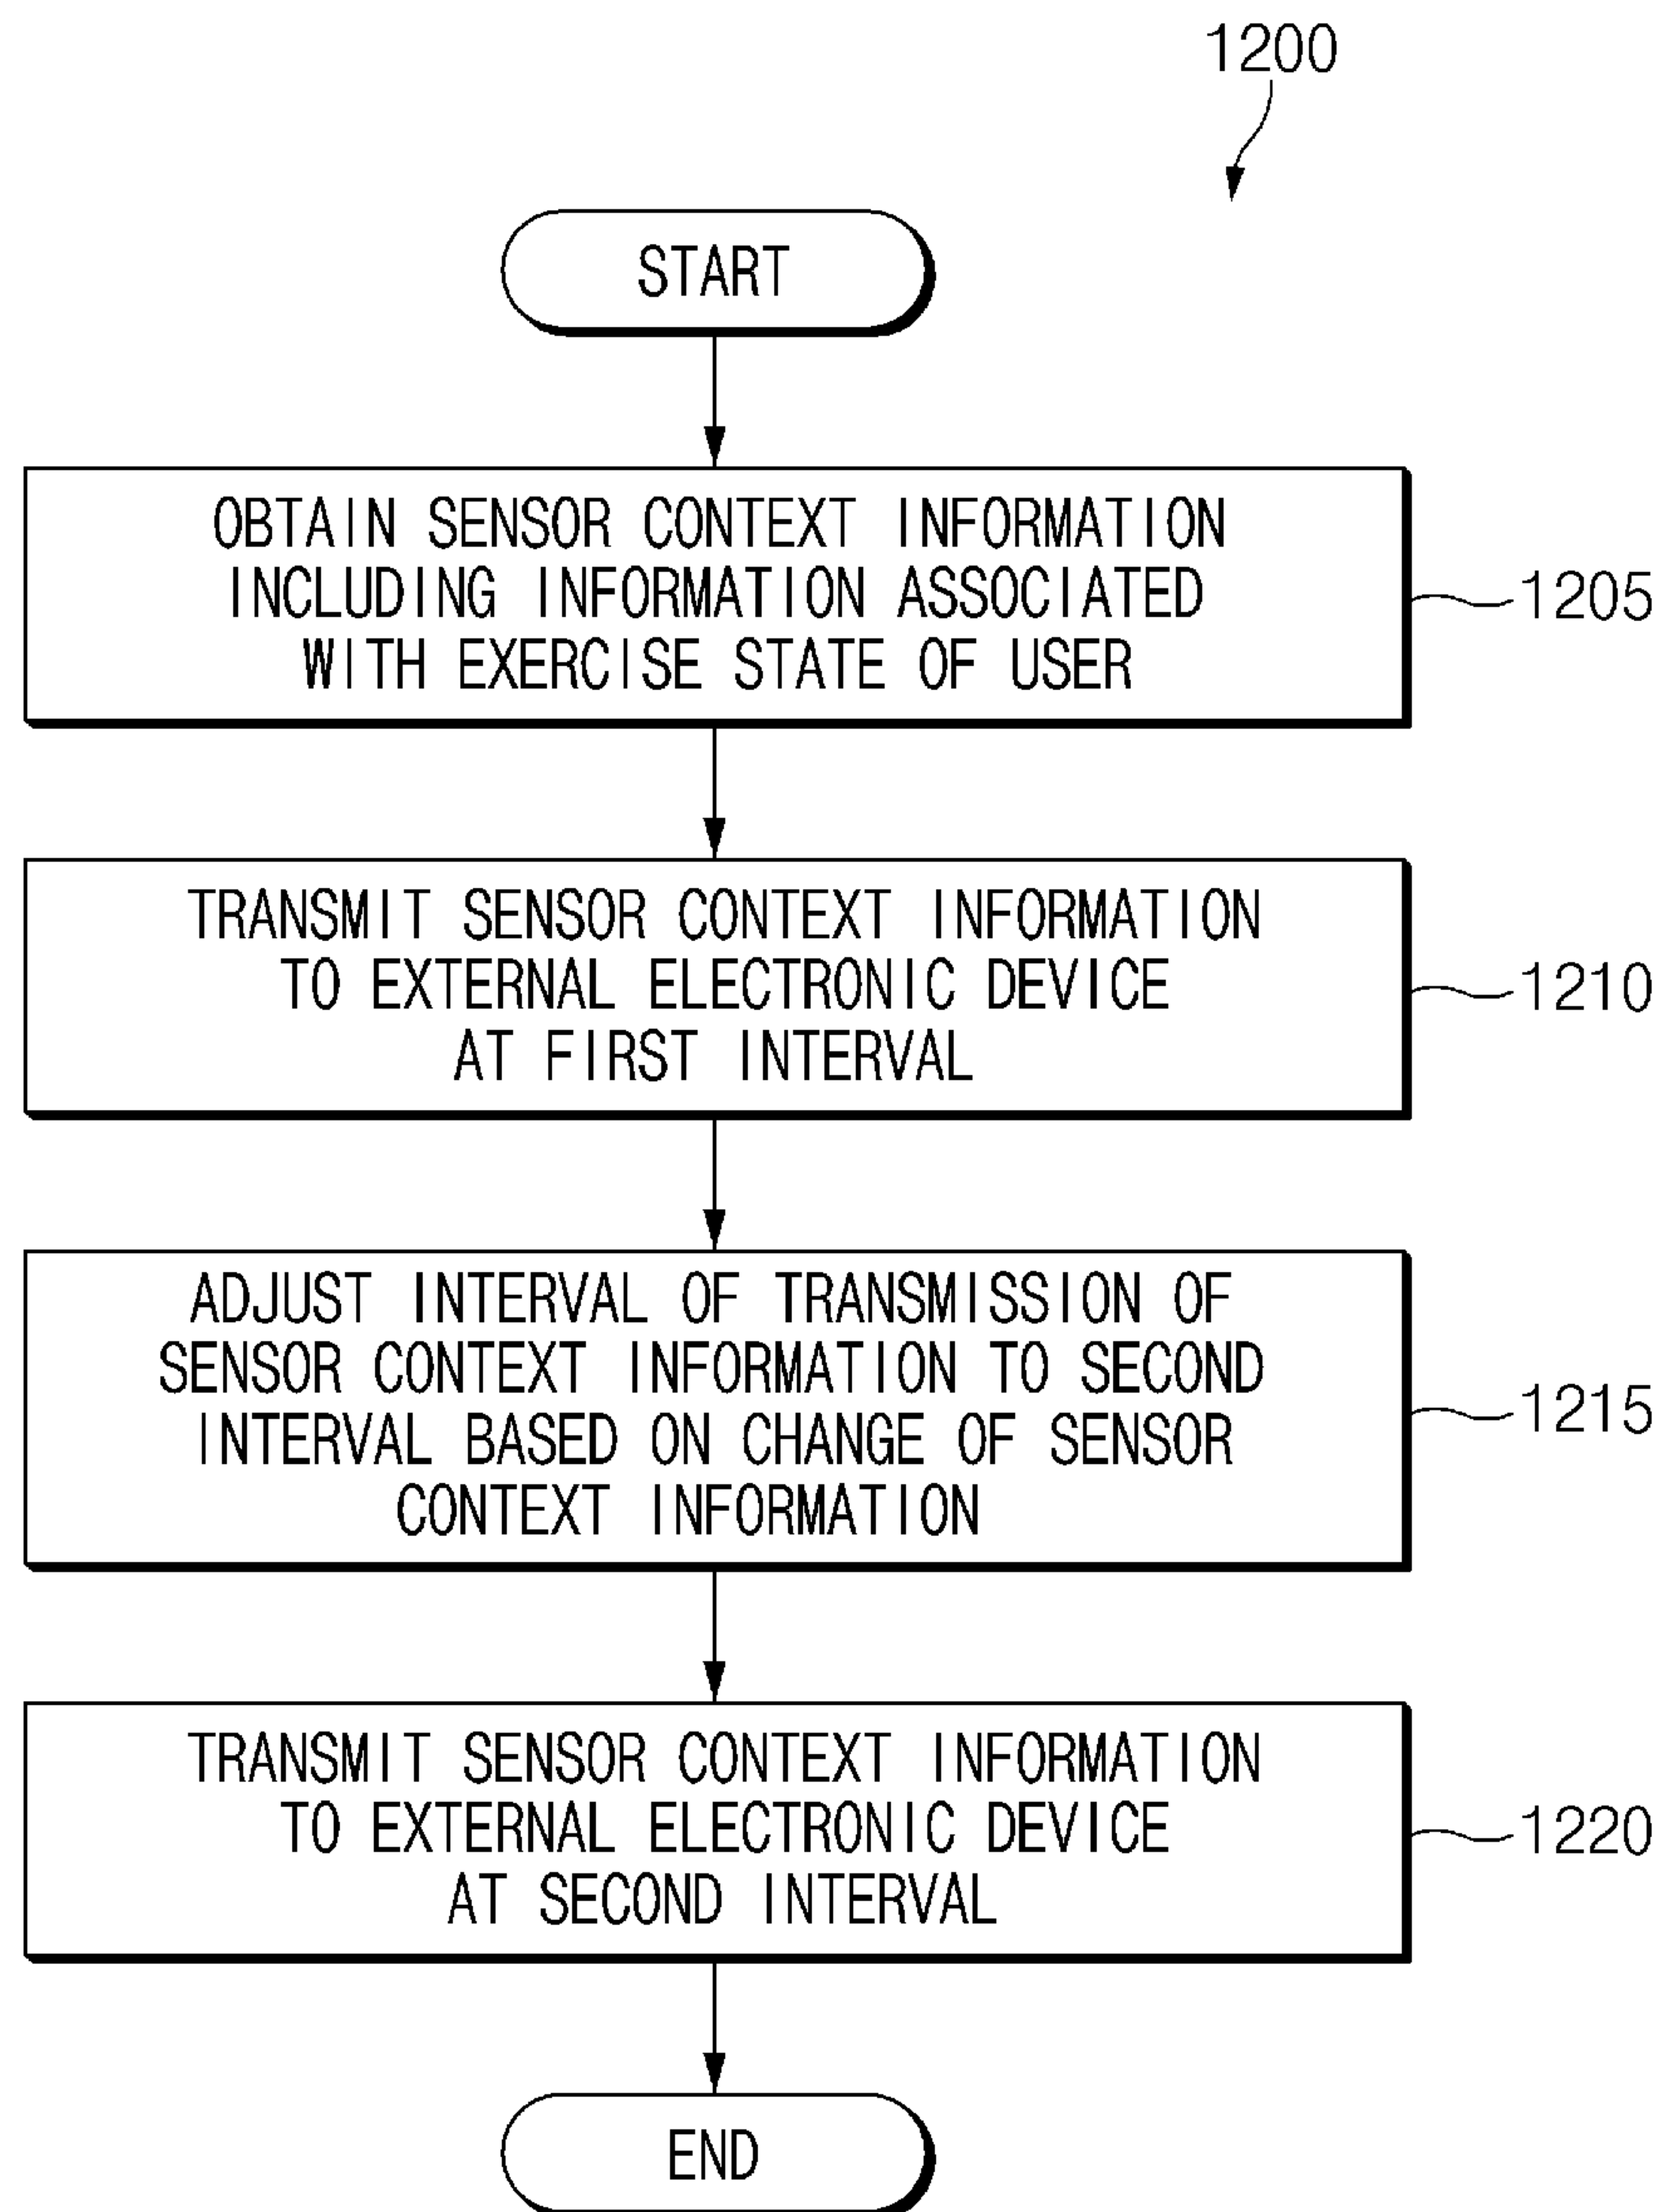 1200
START
OBTAIN SENSOR CONTEXT INFORMATION
INCLUDING INFORMATION ASSOCIATED
WITH EXERCISE STATE OF USER
1205
TRANSMIT SENSOR CONTEXT INFORMATION
TO EXTERNAL ELECTRONIC DEVICE
AT FIRST INTERVAL
1210
ADJUST INTERVAL OF TRANSMISSION OF
SENSOR CONTEXT INFORMATION TO SECOND
INTERVAL BASED ON CHANGE OF SENSOR
CONTEXT INFORMATION
1215
TRANSMIT SENSOR CONTEXT INFORMATION
TO EXTERNAL ELECTRONIC DEVICE
AT SECOND INTERVAL
1220
END